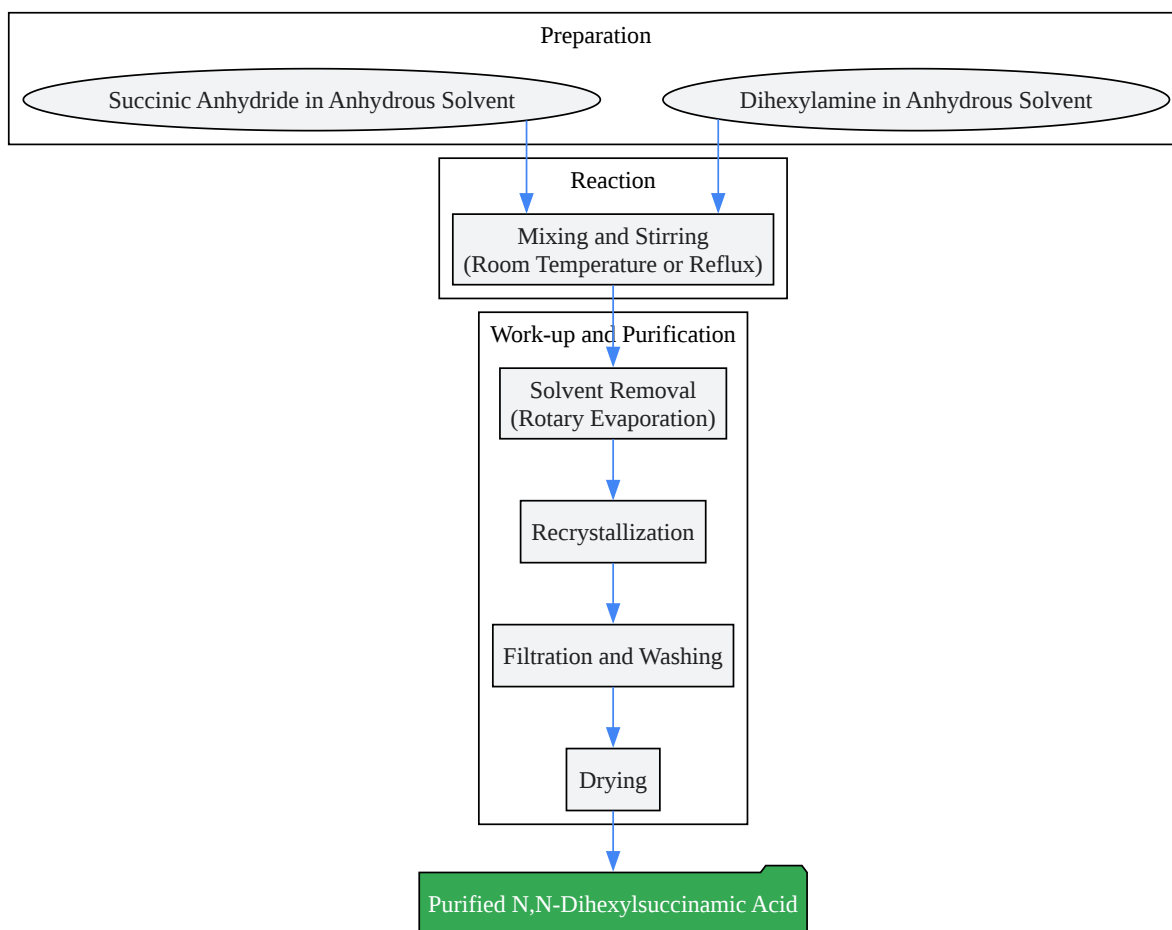 Preparation
Succinic Anhydride in Anhydrous Solvent
Dihexylamine in Anhydrous Solvent
Reaction
Mixing and Stirring
(Room Temperature or Reflux)
Work-up and Purification
Solvent Removal
(Rotary Evaporation)
Recrystallization
Filtration and Washing
Drying
Purified N,N-Dihexylsuccinamic Acid